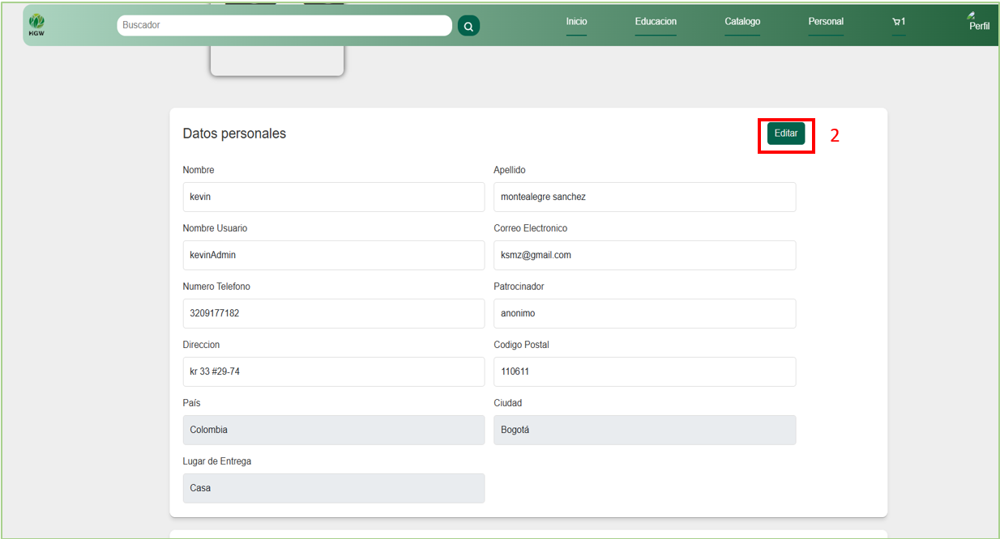 HGW
Buscador
Inicio
Educacion
Catalogo
Personal
1
Perfil
Datos personales
Editar
2
Nombre
Apellido
kevin
montealegre sanchez
Nombre Usuario
Correo Electronico
kevinAdmin
ksmz@gmail.com
Numero Telefono
Patrocinador
3209177182
anonimo
Direccion
Codigo Postal
kr 33 #29-74
110611
País
Ciudad
Colombia
Bogotá
Lugar de Entrega
Casa